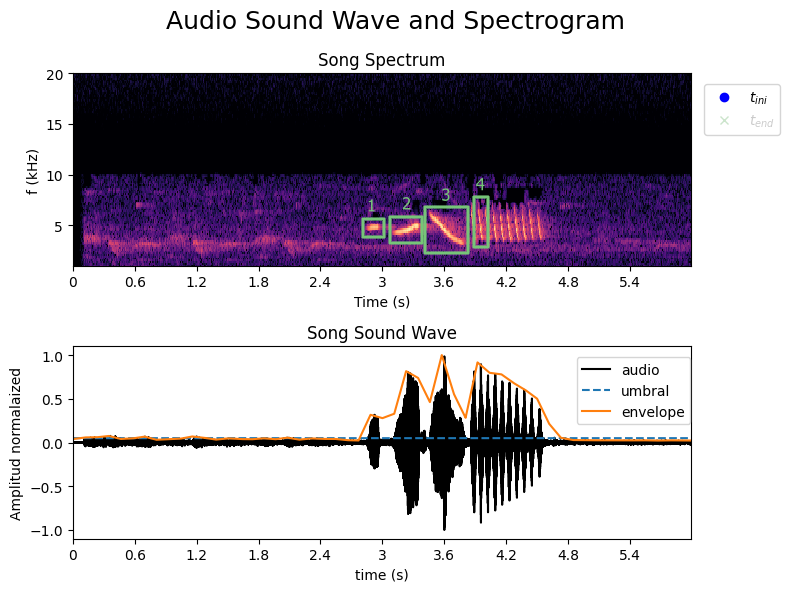 Audio Sound Wave and Spectrogram
Song Spectrum
20
15
10
5
f (kHz)
1
2
3
4
t_ini
t_end
0 0.6 1.2 1.8 2.4 3 3.6 4.2 4.8 5.4
Time (s)
Song Sound Wave
1.0
0.5
0.0
−0.5
−1.0
Amplitud normalaized
audio
umbral
envelope
0 0.6 1.2 1.8 2.4 3 3.6 4.2 4.8 5.4
time (s)